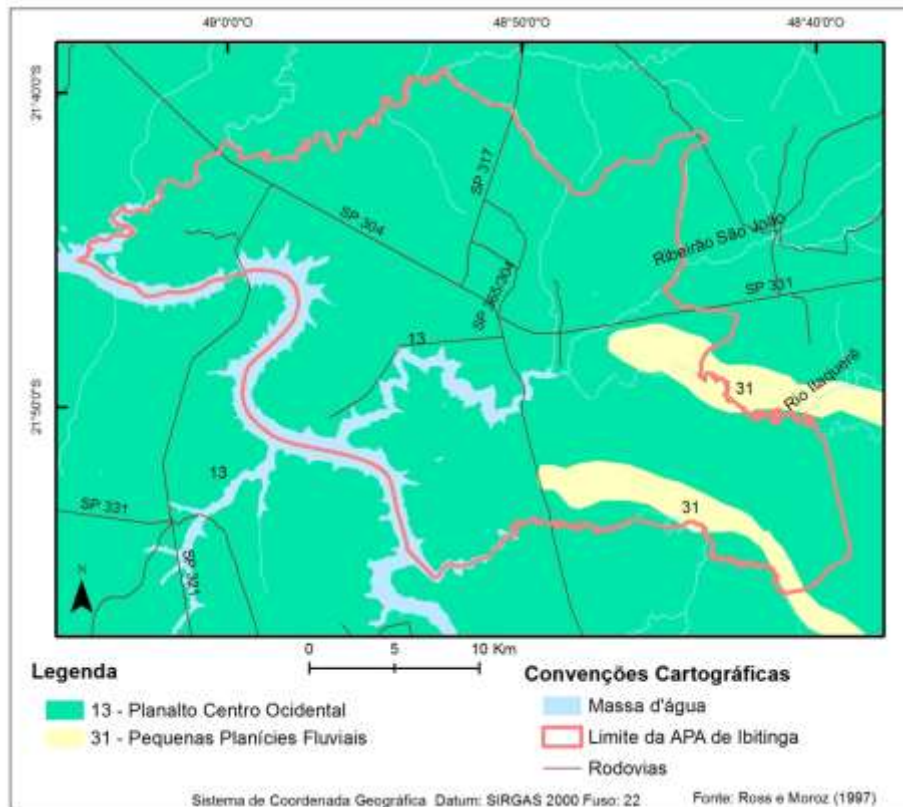 49°0'0"O 48°50'0"O 48°40'0"O
21°40'0"S
SP 317
SP 304
Ribeirão São João
SP 331
SP 365/304
13
31
Rio Itaquerê
21°50'0"S
13
31
SP 331
SP 321
N
0 5 10 Km
Legenda
13 - Planalto Centro Ocidental
31 - Pequenas Planícies Fluviais
Convenções Cartográficas
Massa d'água
Limite da APA de Ibitinga
Rodovias
Sistema de Coordenada Geográfica Datum: SIRGAS 2000 Fuso: 22 Fonte: Ross e Moroz (1997)